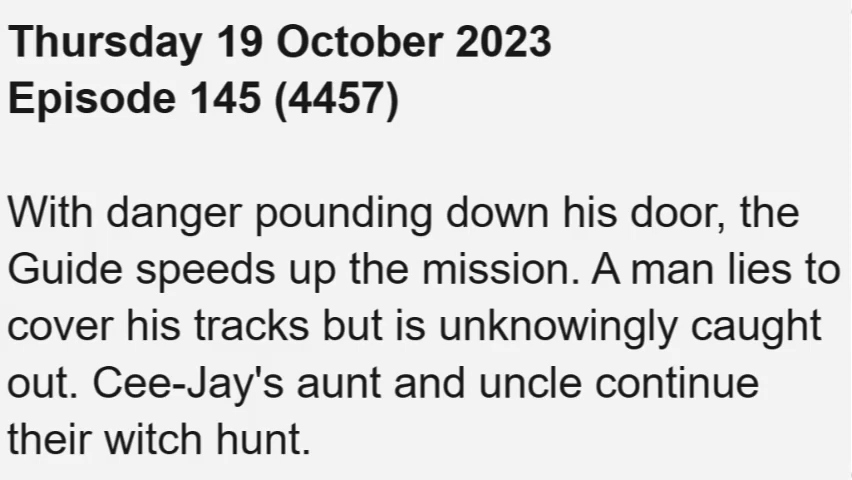 Thursday 19 October 2023
Episode 145 (4457)
With danger pounding down his door, the
Guide speeds up the mission. A man lies to
cover his tracks but is unknowingly caught
out. Cee-Jay's aunt and uncle continue
their witch hunt.